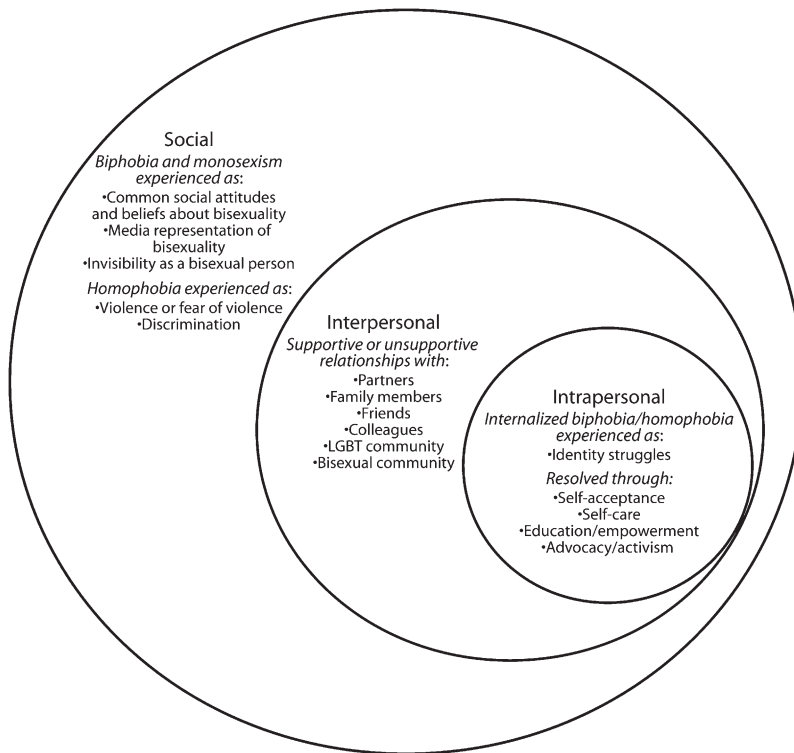 Social
Biphobia and monosexism
experienced as:
•Common social attitudes
and beliefs about bisexuality
•Media representation of
bisexuality
•Invisibility as a bisexual person
Homophobia experienced as:
•Violence or fear of violence
•Discrimination
Interpersonal
Supportive or unsupportive
relationships with:
•Partners
•Family members
•Friends
•Colleagues
•LGBT community
•Bisexual community
Intrapersonal
Internalized biphobia/homophobia
experienced as:
•Identity struggles
Resolved through:
•Self-acceptance
•Self-care
•Education/empowerment
•Advocacy/activism